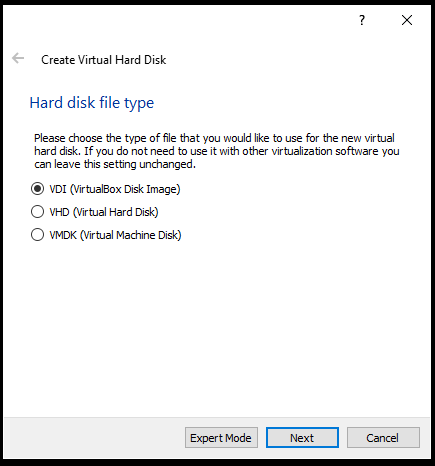 ?
Create Virtual Hard Disk
Hard disk file type
Please choose the type of file that you would like to use for the new virtual
hard disk. If you do not need to use it with other virtualization software you
can leave this setting unchanged.
VDI (VirtualBox Disk Image)
VHD (Virtual Hard Disk)
VMDK (Virtual Machine Disk)
Expert Mode Next Cancel